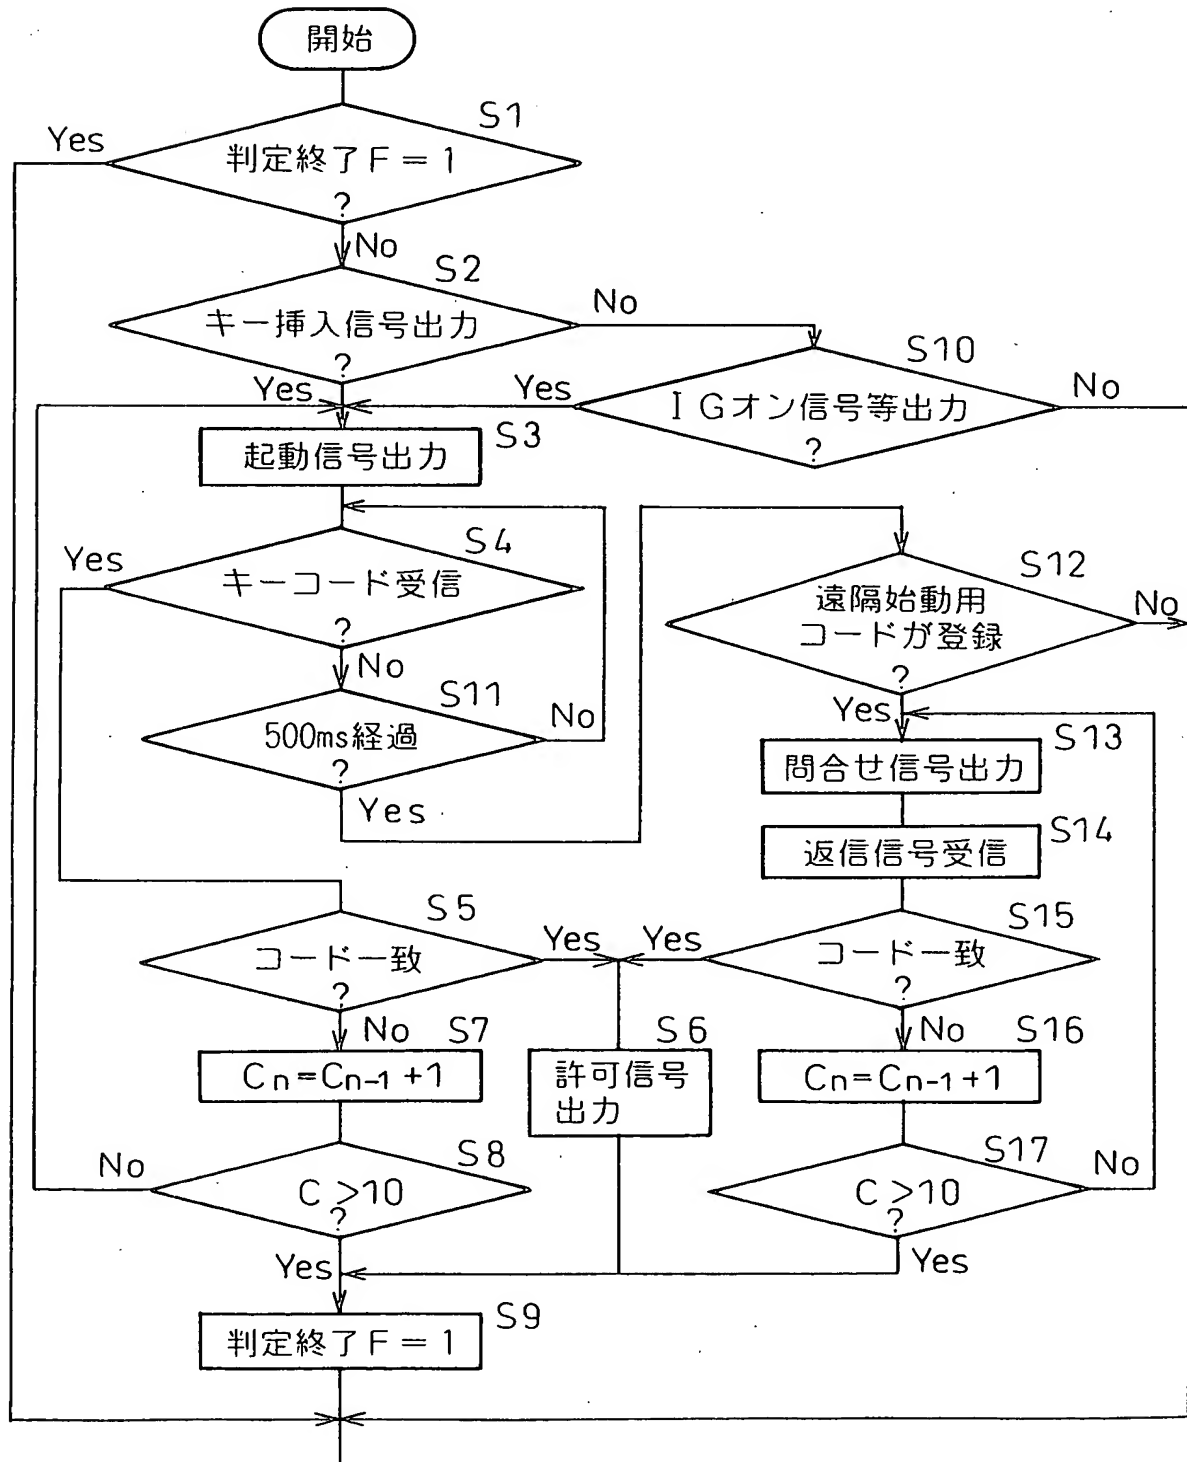 開始
S1
Yes
判定終了F=1
?
No
S2
No
キー挿入信号出力
?
S10
Yes
Yes
No
IGオン信号等出力
?
S3
起動信号出力
S4
Yes
キーコード受信
?
S12
遠隔始動用
コードが登録
?
No
No
S11
500ms経過
No
?
Yes
Yes
S13
問合せ信号出力
S14
返信信号受信
S5
コード一致
?
Yes
Yes
S15
コード一致
?
No
S7
Cn=Cn-1+1
S6
許可信号
出力
No
S16
Cn=Cn-1+1
S8
No
C>10
?
S17
No
C>10
?
Yes
Yes
S9
判定終了F=1